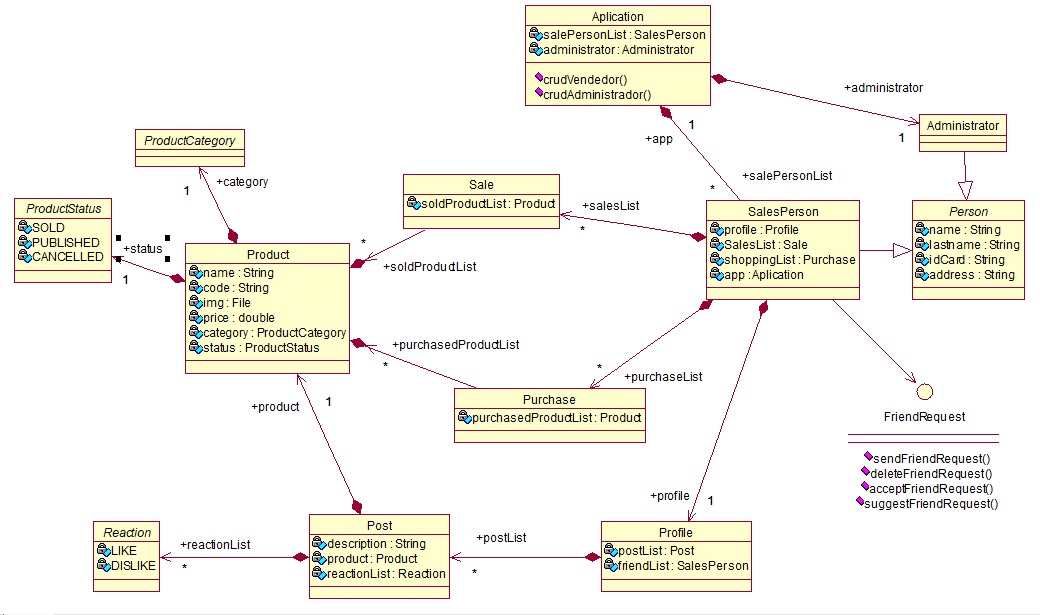 Aplication
salePersonList : SalesPerson
administrator : Administrator
crudVendedor()
crudAdministrador()
+administrator
1
Administrator
1
+app
*
+salePersonList
ProductCategory
1
+category
Sale
soldProductList : Product
+salesList
*
SalesPerson
profile : Profile
SalesList : Sale
shoppingList : Purchase
app : Aplication
Person
name : String
lastname : String
idCard : String
address : String
ProductStatus
SOLD
PUBLISHED
CANCELLED
+status
1
Product
name : String
code : String
img : File
price : double
category : ProductCategory
status : ProductStatus
*
+soldProductList
+purchasedProductList
*
*
+purchaseList
Purchase
purchasedProductList : Product
FriendRequest
sendFriendRequest()
deleteFriendRequest()
acceptFriendRequest()
suggestFriendRequest()
+product
1
+profile
1
Reaction
LIKE
DISLIKE
+reactionList
*
Post
description : String
product : Product
reactionList : Reaction
+postList
*
Profile
postList : Post
friendList : SalesPerson